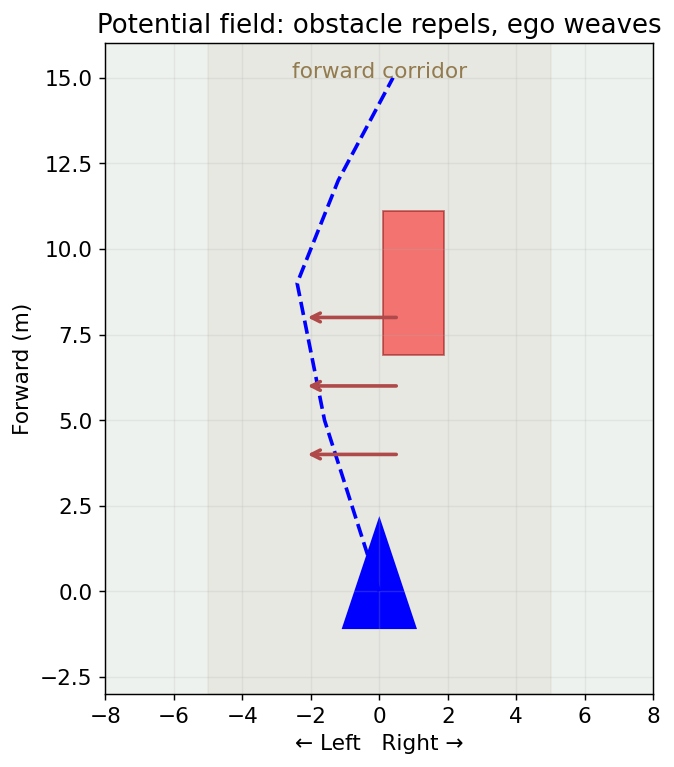 Potential field: obstacle repels, ego weaves
forward corridor
15.0
12.5
10.0
7.5
5.0
2.5
0.0
−2.5
Forward (m)
−8 −6 −4 −2 0 2 4 6 8
← Left   Right →